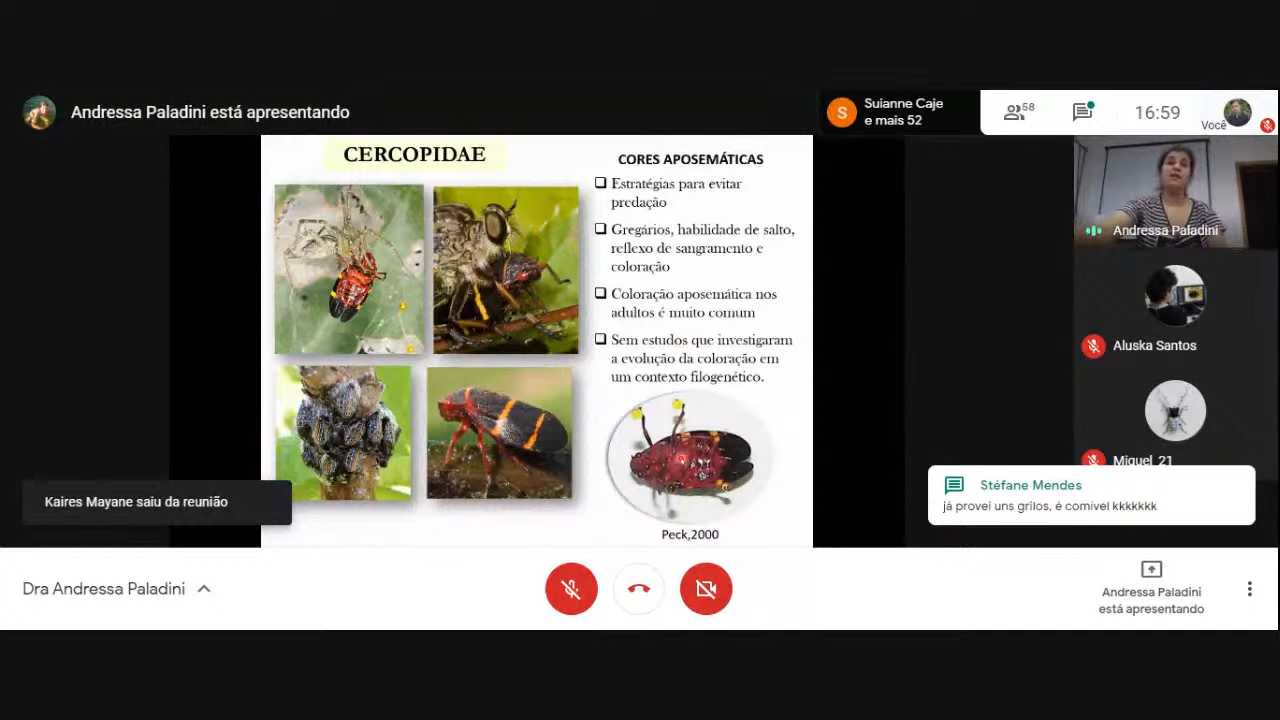 Andressa Paladini está apresentando
Suianne Caje
e mais 52
58
16:59
Você
CERCOPIDAE
CORES APOSEMÁTICAS
Estratégias para evitar
predação
Gregários, habilidade de salto,
reflexo de sangramento e
coloração
Coloração aposemática nos
adultos é muito comum
Sem estudos que investigaram
a evolução da coloração em
um contexto filogenético.
Peck,2000
Andressa Paladini
Aluska Santos
Miguel 21
Kaires Mayane saiu da reunião
Stéfane Mendes
já provei uns grilos, é comível kkkkkkk
Dra Andressa Paladini
Andressa Paladini
está apresentando